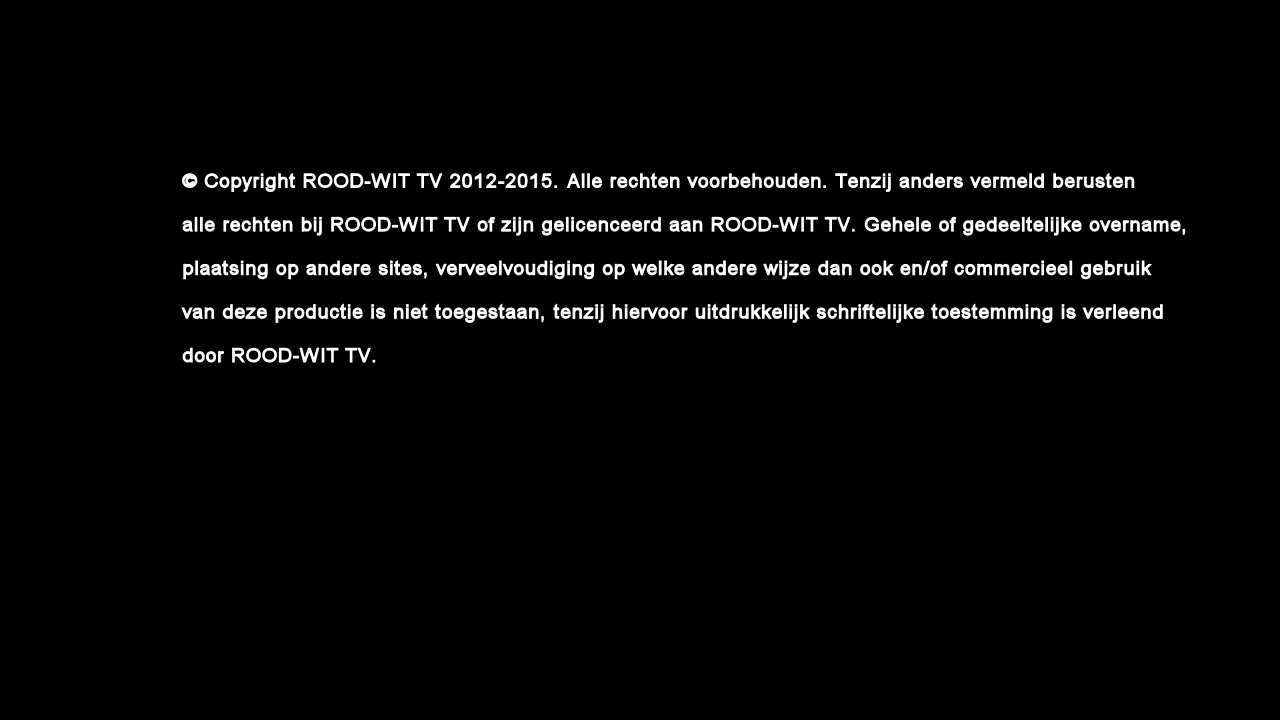 © Copyright ROOD-WIT TV 2012-2015. Alle rechten voorbehouden. Tenzij anders vermeld berusten
alle rechten bij ROOD-WIT TV of zijn gelicenceerd aan ROOD-WIT TV. Gehele of gedeeltelijke overname,
plaatsing op andere sites, verveelvoudiging op welke andere wijze dan ook en/of commercieel gebruik
van deze productie is niet toegestaan, tenzij hiervoor uitdrukkelijk schriftelijke toestemming is verleend
door ROOD-WIT TV.